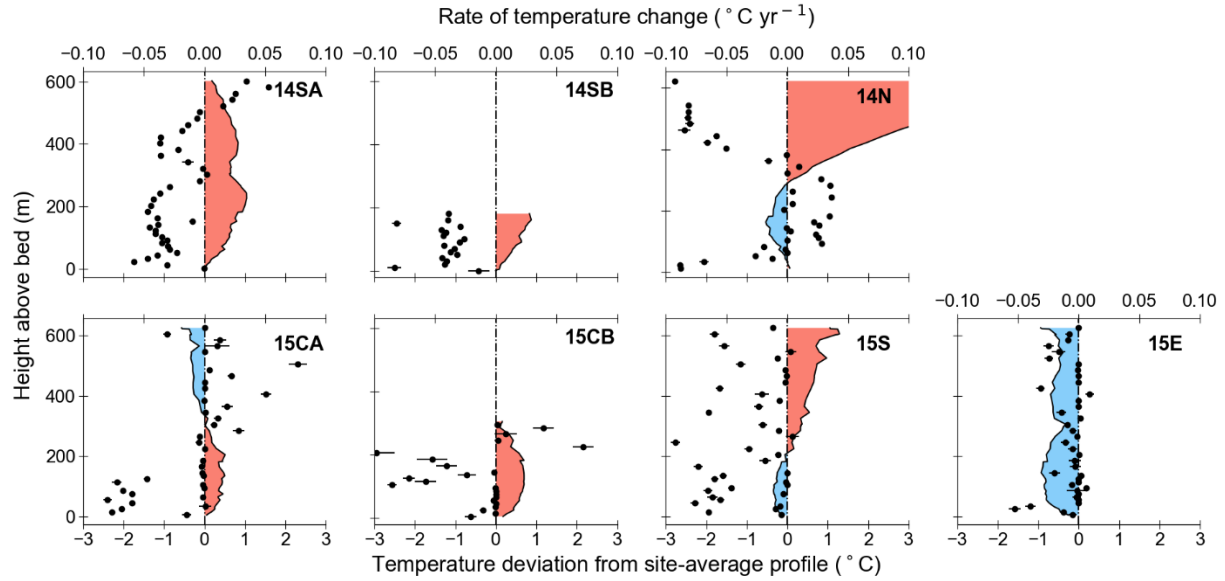 Rate of temperature change (°C yr⁻¹)
−0.10 −0.05 0.00 0.05 0.10
−0.10 −0.05 0.00 0.05 0.10
−0.10 −0.05 0.00 0.05 0.10
600 14SA 14SB 14N
400
200
0
Height above bed (m)
−0.10 −0.05 0.00 0.05 0.10
600 15CA 15CB 15S 15E
400
200
0
−3 −2 −1 0 1 2 3
−3 −2 −1 0 1 2 3
−3 −2 −1 0 1 2 3
−3 −2 −1 0 1 2 3
Temperature deviation from site-average profile (°C)